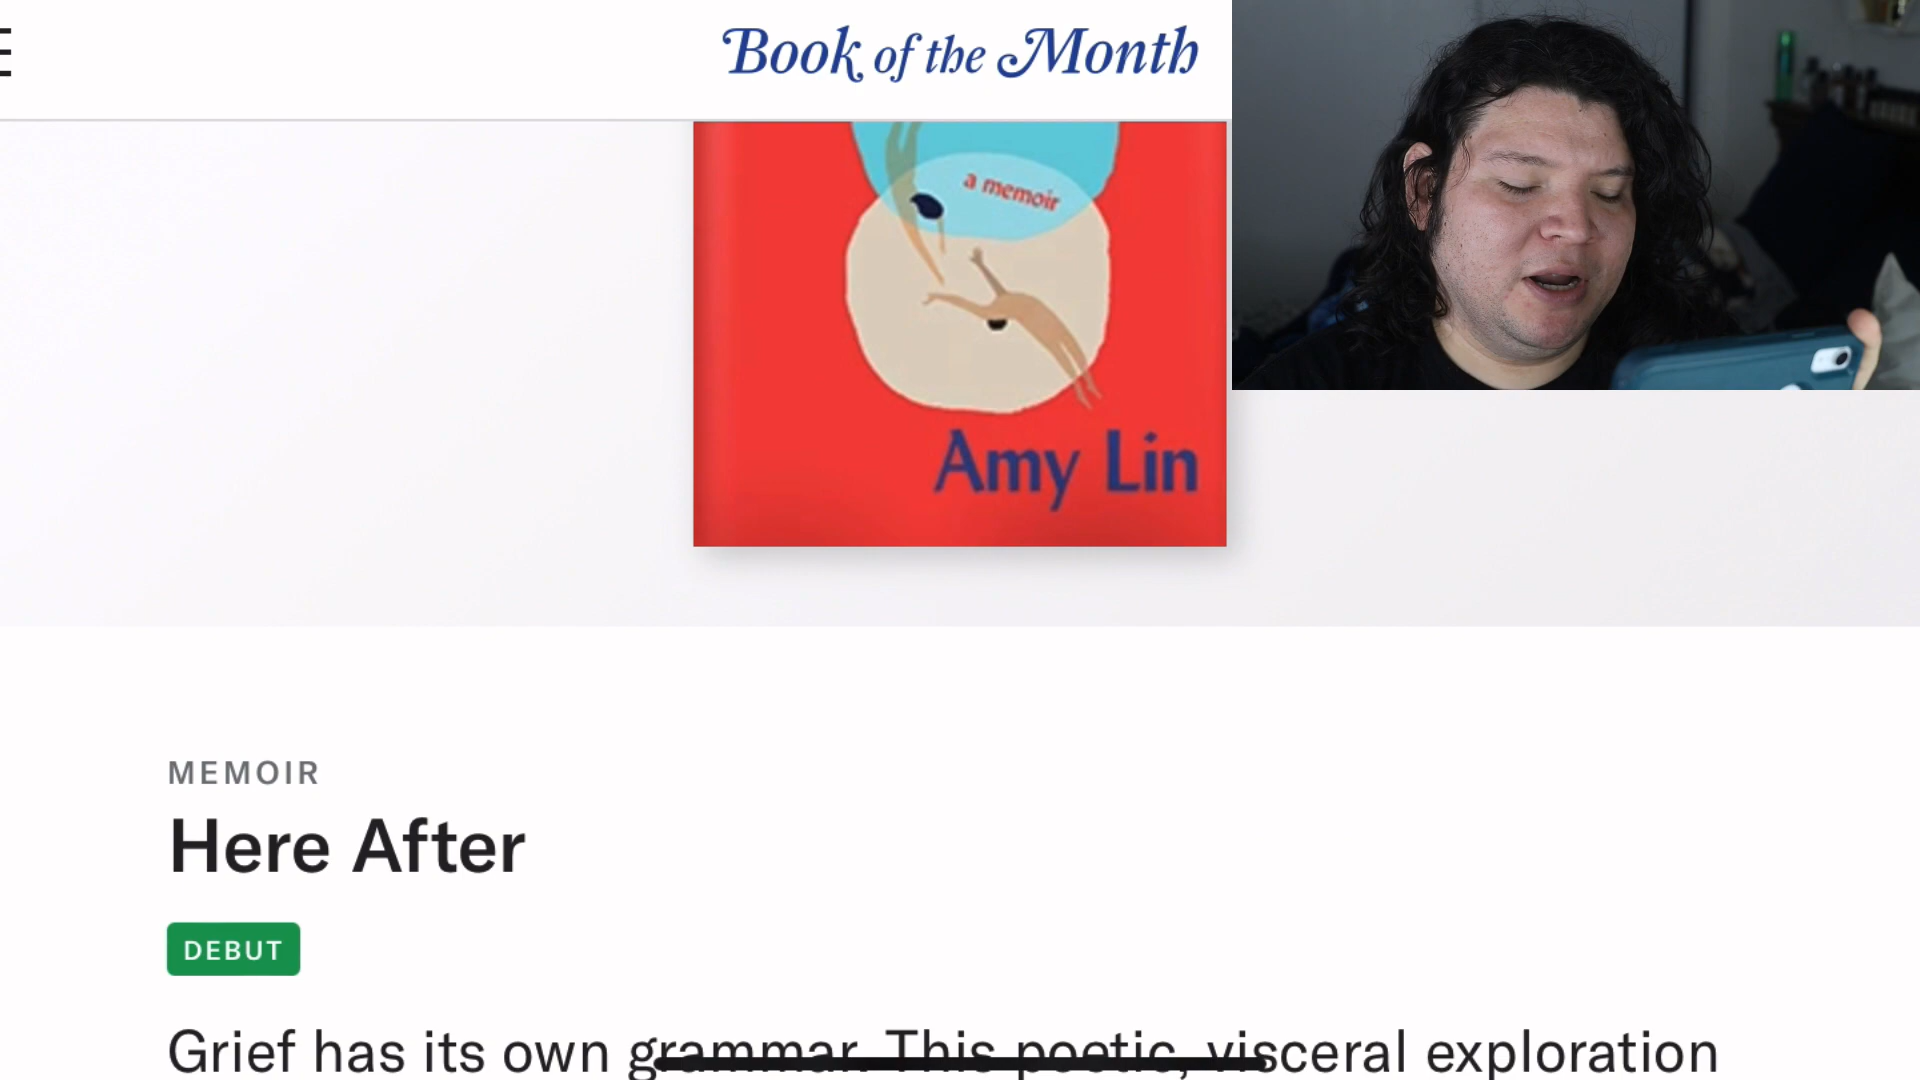 Book of the Month
a memoir
Amy Lin
MEMOIR
Here After
DEBUT
Grief has its own grammar. This poetic, visceral exploration